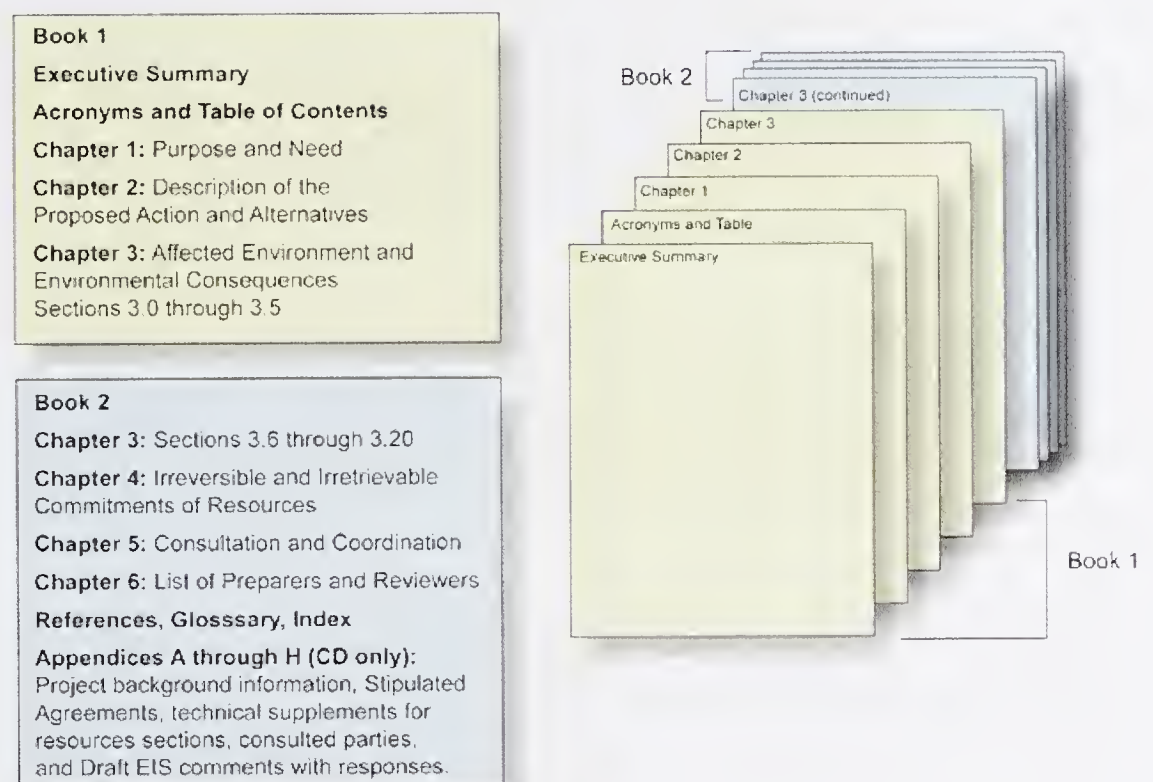 Book 1
Executive Summary
Acronyms and Table of Contents
Chapter 1: Purpose and Need
Chapter 2: Description of the
Proposed Action and Alternatives
Chapter 3: Affected Environment and
Environmental Consequences
Sections 3.0 through 3.5
Book 2
Chapter 3: Sections 3.6 through 3.20
Chapter 4: Irreversible and Irretrievable
Commitments of Resources
Chapter 5: Consultation and Coordination
Chapter 6: List of Preparers and Reviewers
References, Glosssary, Index
Appendices A through H (CD only):
Project background information, Stipulated
Agreements, technical supplements for
resources sections, consulted parties,
and Draft EIS comments with responses.
Book 2
Chapter 3 (continued)
Chapter 3
Chapter 2
Chapter 1
Acronyms and Table
Executive Summary
Book 1